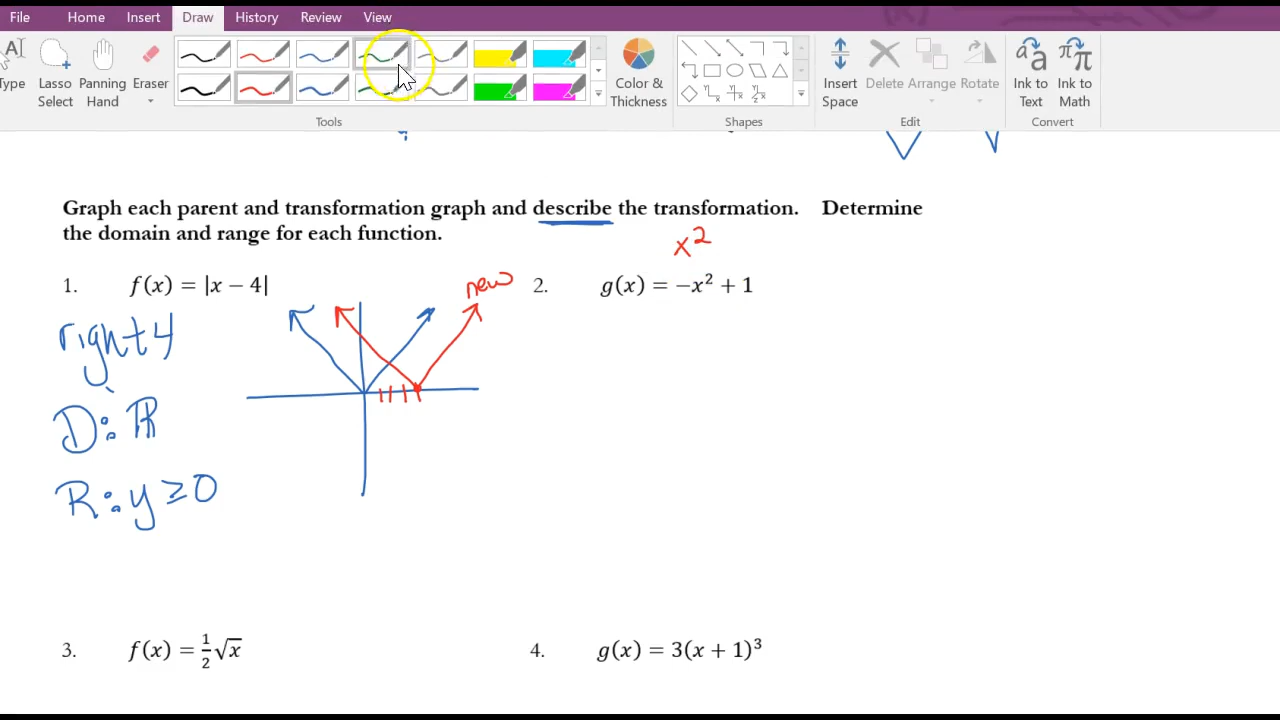 File Home Insert Draw History Review View
Type Lasso Select Panning Hand Eraser Color & Thickness Insert Space Delete Arrange Rotate Ink to Text Ink to Math
Tools Shapes Edit Convert
Graph each parent and transformation graph and describe the transformation. Determine
the domain and range for each function.
x²
1. f(x) = |x − 4|
new
2. g(x) = −x² + 1
right 4
D: ℝ
R: y ≥ 0
3. f(x) = 1/2 √x
4. g(x) = 3(x + 1)³